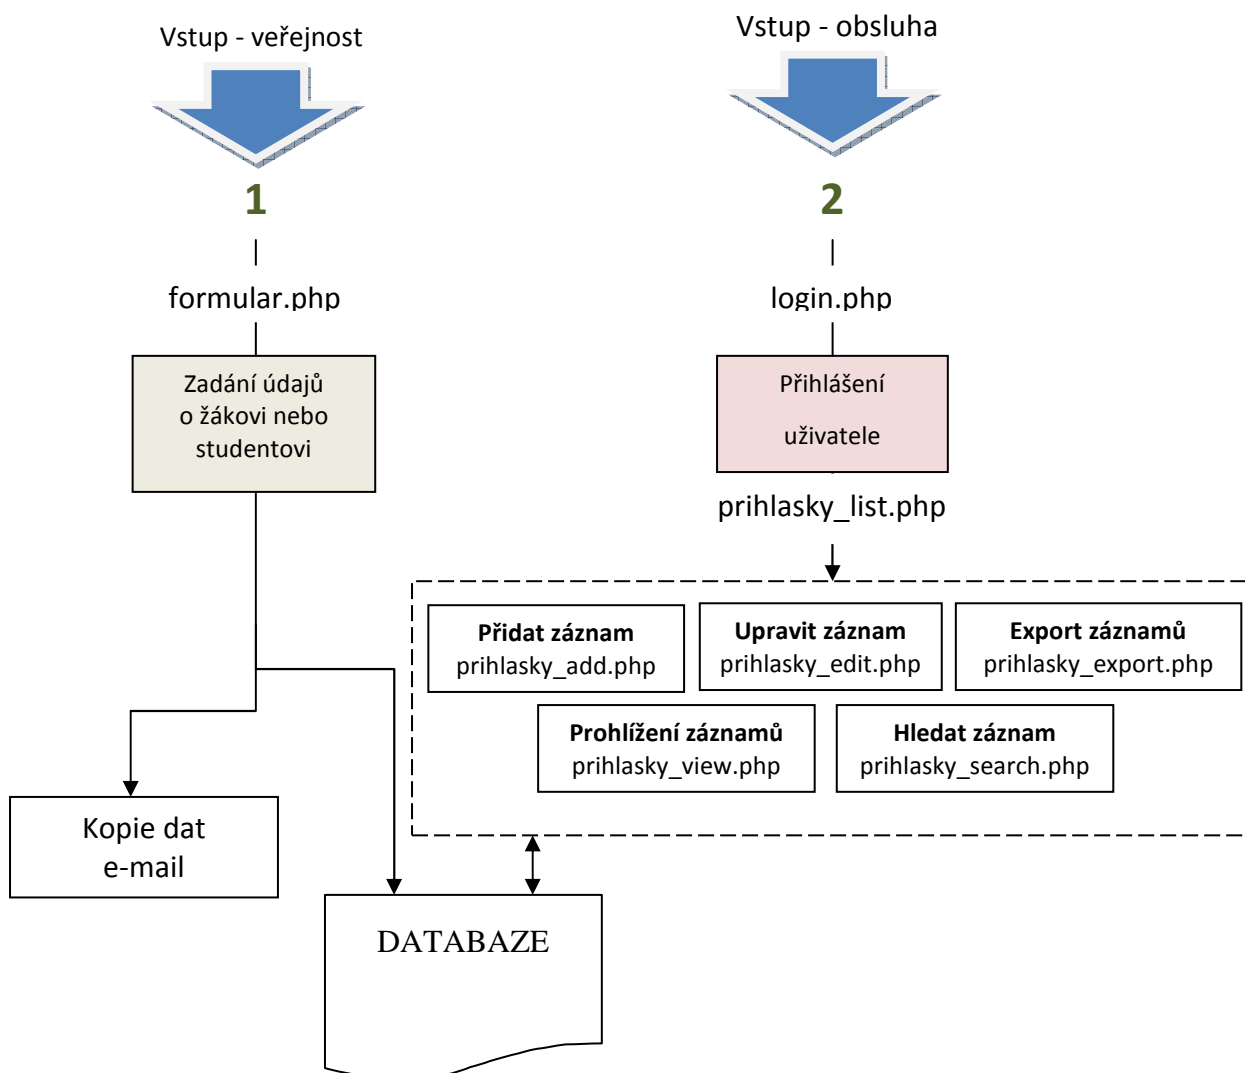 Vstup - veřejnost
1
formular.php
Zadání údajů
o žákovi nebo
studentovi
Kopie dat
e-mail
Vstup - obsluha
2
login.php
Přihlášení
uživatele
prihlasky_list.php
Přidat záznam
prihlasky_add.php
Upravit záznam
prihlasky_edit.php
Export záznamů
prihlasky_export.php
Prohlížení záznamů
prihlasky_view.php
Hledat záznam
prihlasky_search.php
DATABAZE